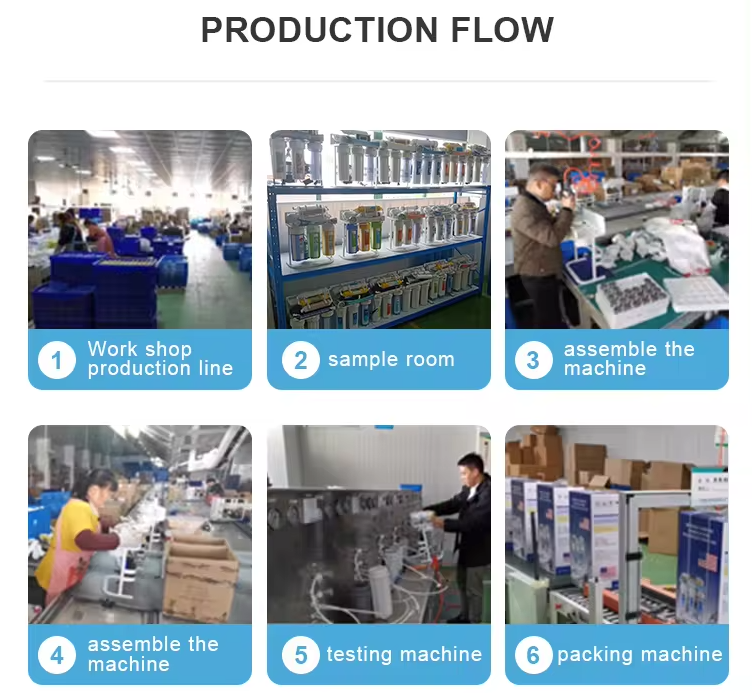 PRODUCTION FLOW
1
Work shop
production line
2
sample room
3
assemble the
machine
4
assemble the
machine
5
testing machine
6
packing machine